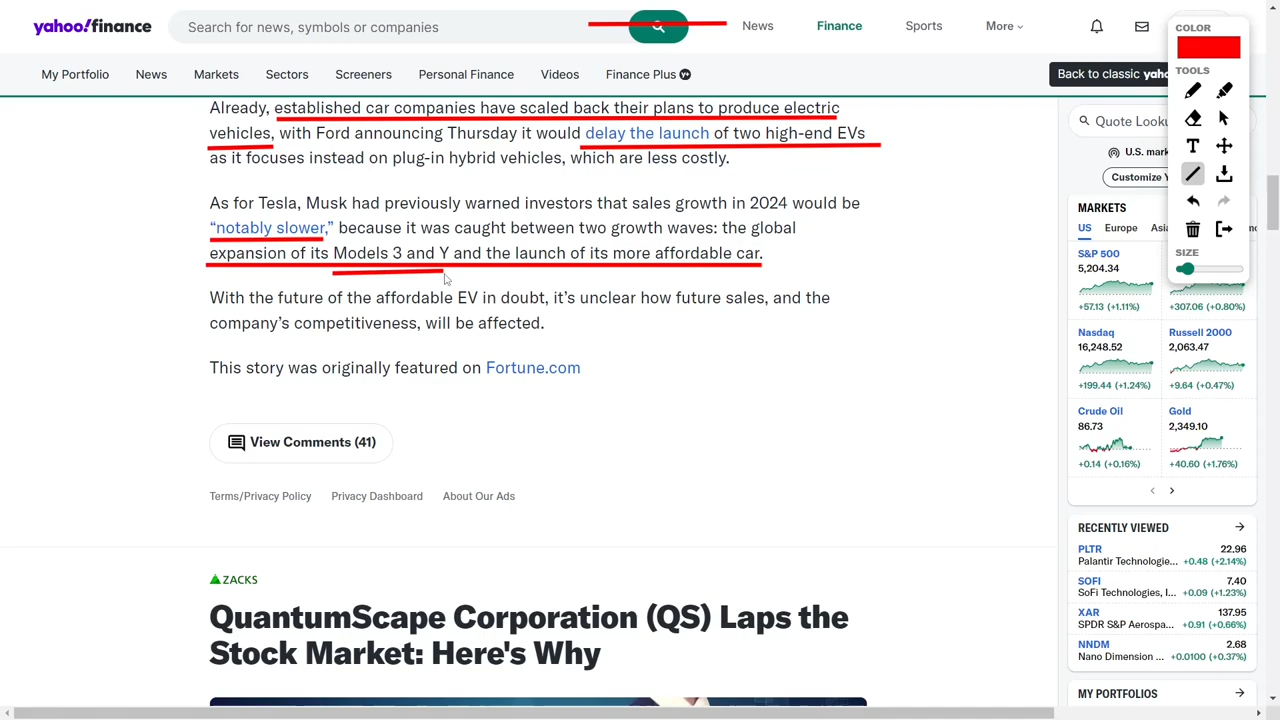 yahoo!finance
Search for news, symbols or companies
News
Finance
Sports
More
COLOR
TOOLS
SIZE
My Portfolio
News
Markets
Sectors
Screeners
Personal Finance
Videos
Finance Plus
Back to classic
Already, established car companies have scaled back their plans to produce electric
vehicles, with Ford announcing Thursday it would delay the launch of two high-end EVs
as it focuses instead on plug-in hybrid vehicles, which are less costly.
As for Tesla, Musk had previously warned investors that sales growth in 2024 would be
“notably slower,” because it was caught between two growth waves: the global
expansion of its Models 3 and Y and the launch of its more affordable car.
With the future of the affordable EV in doubt, it’s unclear how future sales, and the
company’s competitiveness, will be affected.
This story was originally featured on Fortune.com
View Comments (41)
Terms/Privacy Policy
Privacy Dashboard
About Our Ads
ZACKS
QuantumScape Corporation (QS) Laps the
Stock Market: Here's Why
Quote
U.S.
Customize
MARKETS
US
Europe
S&P 500
5,204.34
+57.13 (+1.11%)
+307.06 (+0.80%)
Nasdaq
16,248.52
+199.44 (+1.24%)
Russell 2000
2,063.47
+9.64 (+0.47%)
Crude Oil
86.73
+0.14 (+0.16%)
Gold
2,349.10
+40.60 (+1.76%)
RECENTLY VIEWED
PLTR 22.96
Palantir Technologie... +0.48 (+2.14%)
SOFI 7.40
SoFi Technologies, I... +0.09 (+1.23%)
XAR 137.95
SPDR S&P Aerospa... +0.91 (+0.66%)
NNDM 2.68
Nano Dimension ... +0.0100 (+0.37%)
MY PORTFOLIOS